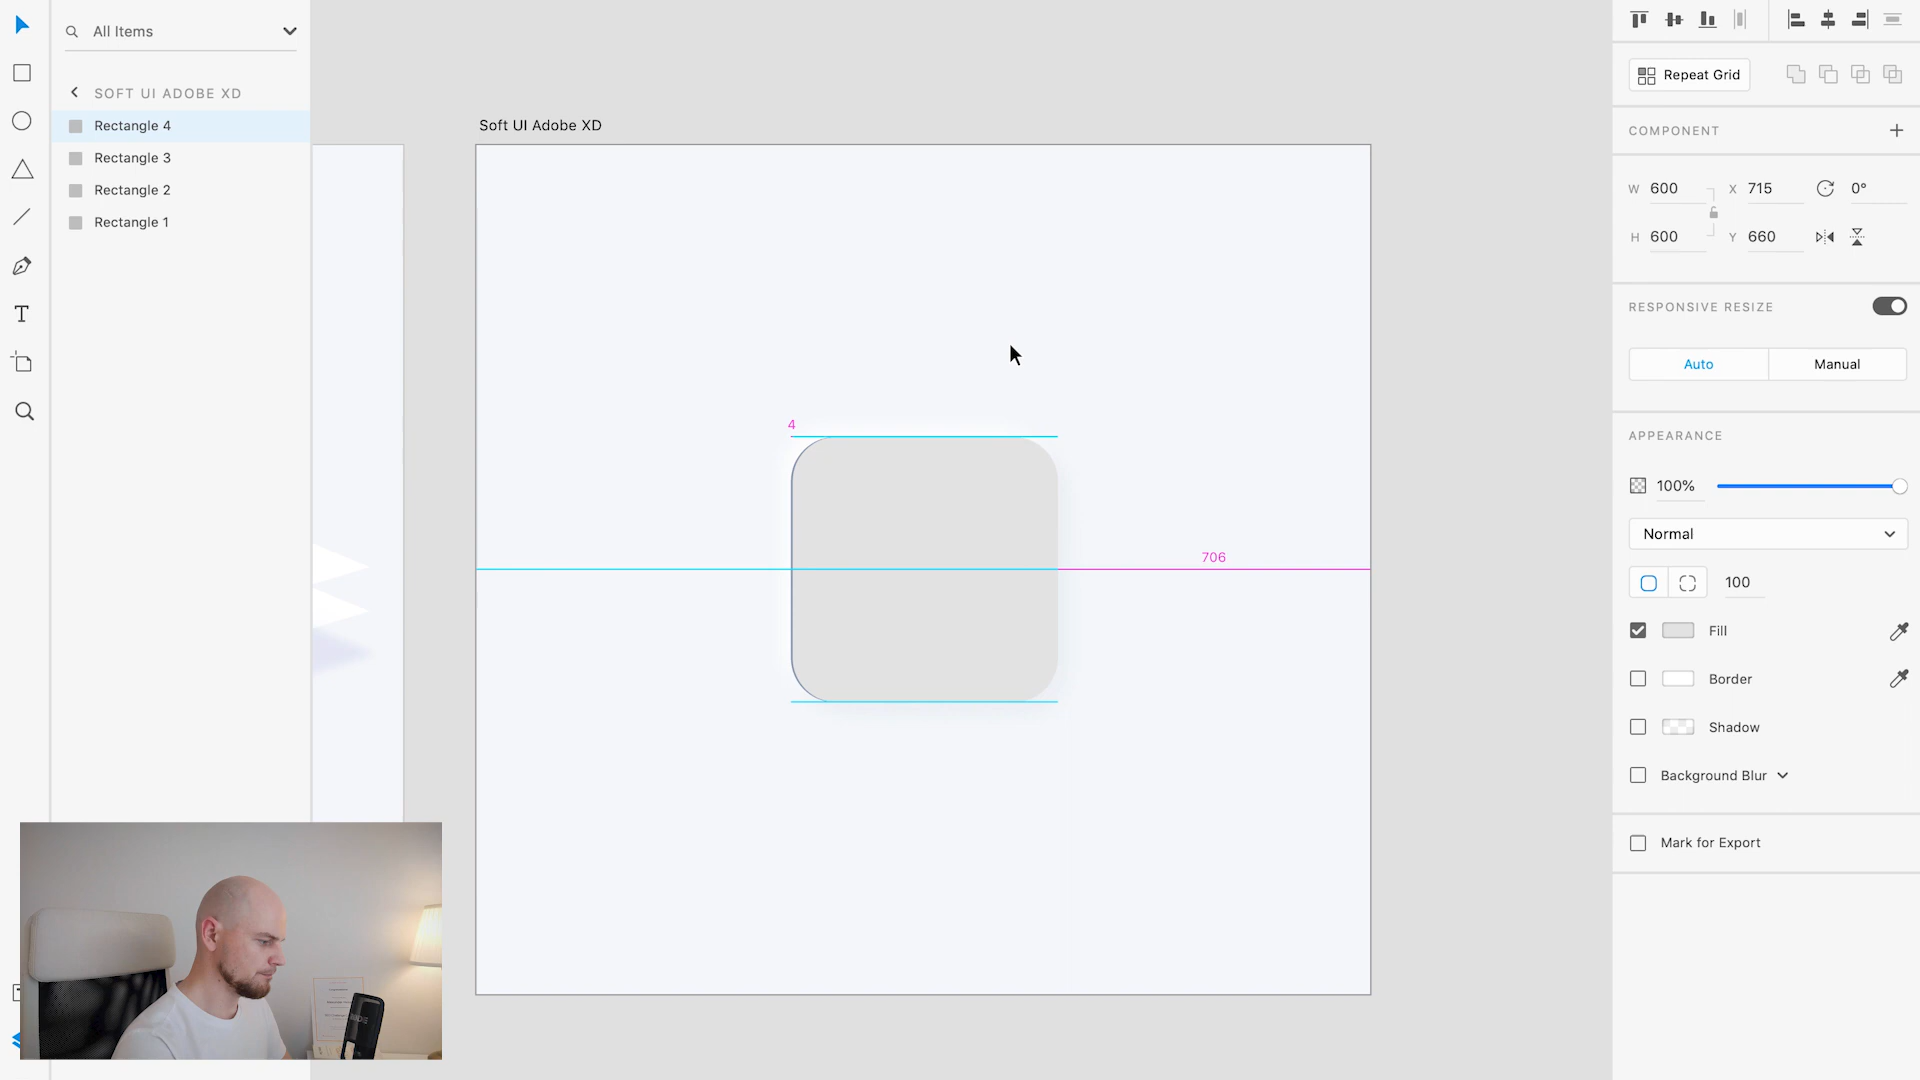 All Items
SOFT UI ADOBE XD
Rectangle 4
Rectangle 3
Rectangle 2
Rectangle 1
T
Soft UI Adobe XD
4
706
Repeat Grid
COMPONENT
W 600 X 715 0°
H 600 Y 660
RESPONSIVE RESIZE
Auto Manual
APPEARANCE
100%
Normal
100
Fill
Border
Shadow
Background Blur
Mark for Export